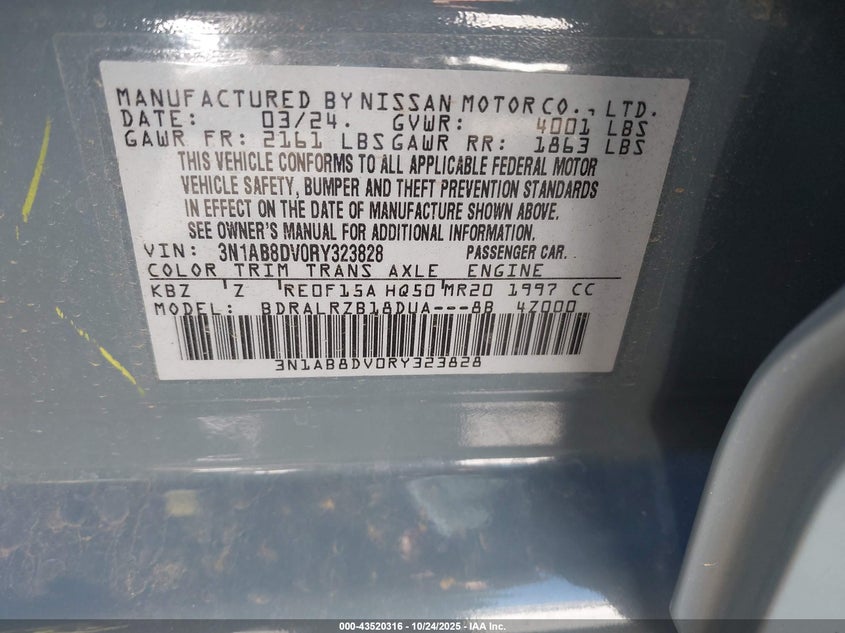 MANUFACTURED BY NISSAN MOTOR CO., LTD.
DATE: 03/24. GVWR: 4001 LBS
GAWR FR: 2161 LBS GAWR RR: 1863 LBS
THIS VEHICLE CONFORMS TO ALL APPLICABLE FEDERAL MOTOR
VEHICLE SAFETY, BUMPER AND THEFT PREVENTION STANDARDS
IN EFFECT ON THE DATE OF MANUFACTURE SHOWN ABOVE.
SEE OWNER'S MANUAL FOR ADDITIONAL INFORMATION.
VIN: 3N1AB8DV0RY323828 PASSENGER CAR.
COLOR TRIM TRANS AXLE ENGINE
KBZ Z RE0F15A HQ50 MR20 1997 CC
MODEL: BDRALRZB18DUA---8B 4Z000
3N1AB8DV0RY323828
000-43520316 - 10/24/2025 - IAA Inc.